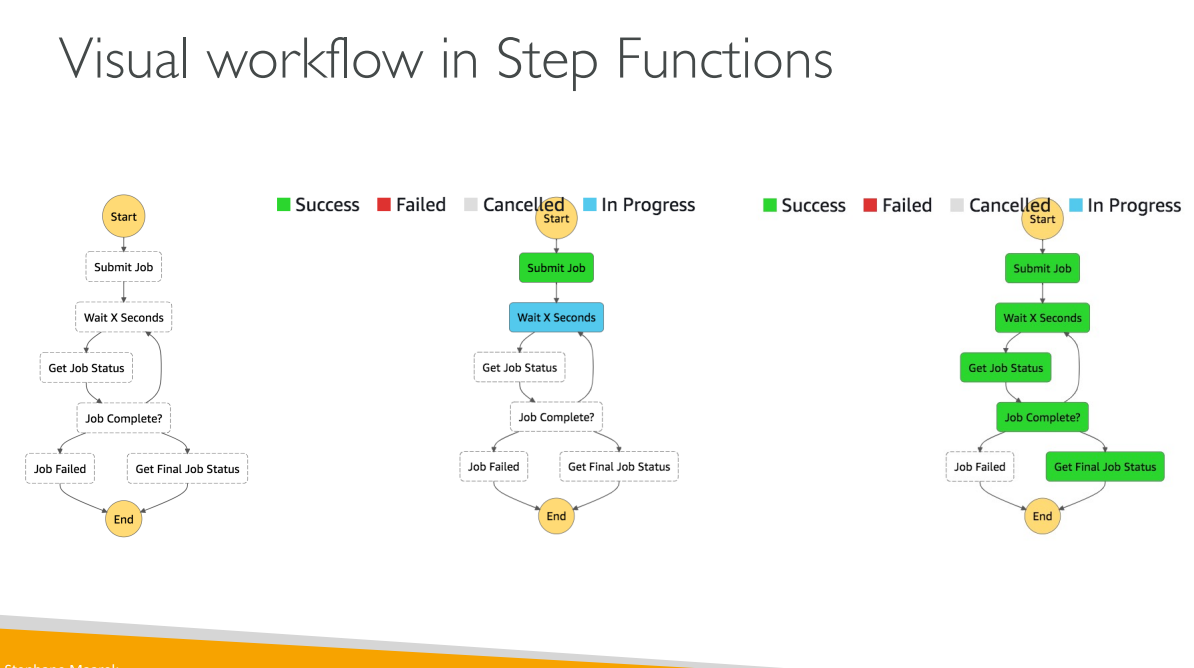 Visual workflow in Step Functions
Start
Submit Job
Wait X Seconds
Get Job Status
Job Complete?
Job Failed
Get Final Job Status
End
Success
Failed
Cancelled
In Progress
Start
Submit Job
Wait X Seconds
Get Job Status
Job Complete?
Job Failed
Get Final Job Status
End
Success
Failed
Cancelled
In Progress
Start
Submit Job
Wait X Seconds
Get Job Status
Job Complete?
Job Failed
Get Final Job Status
End